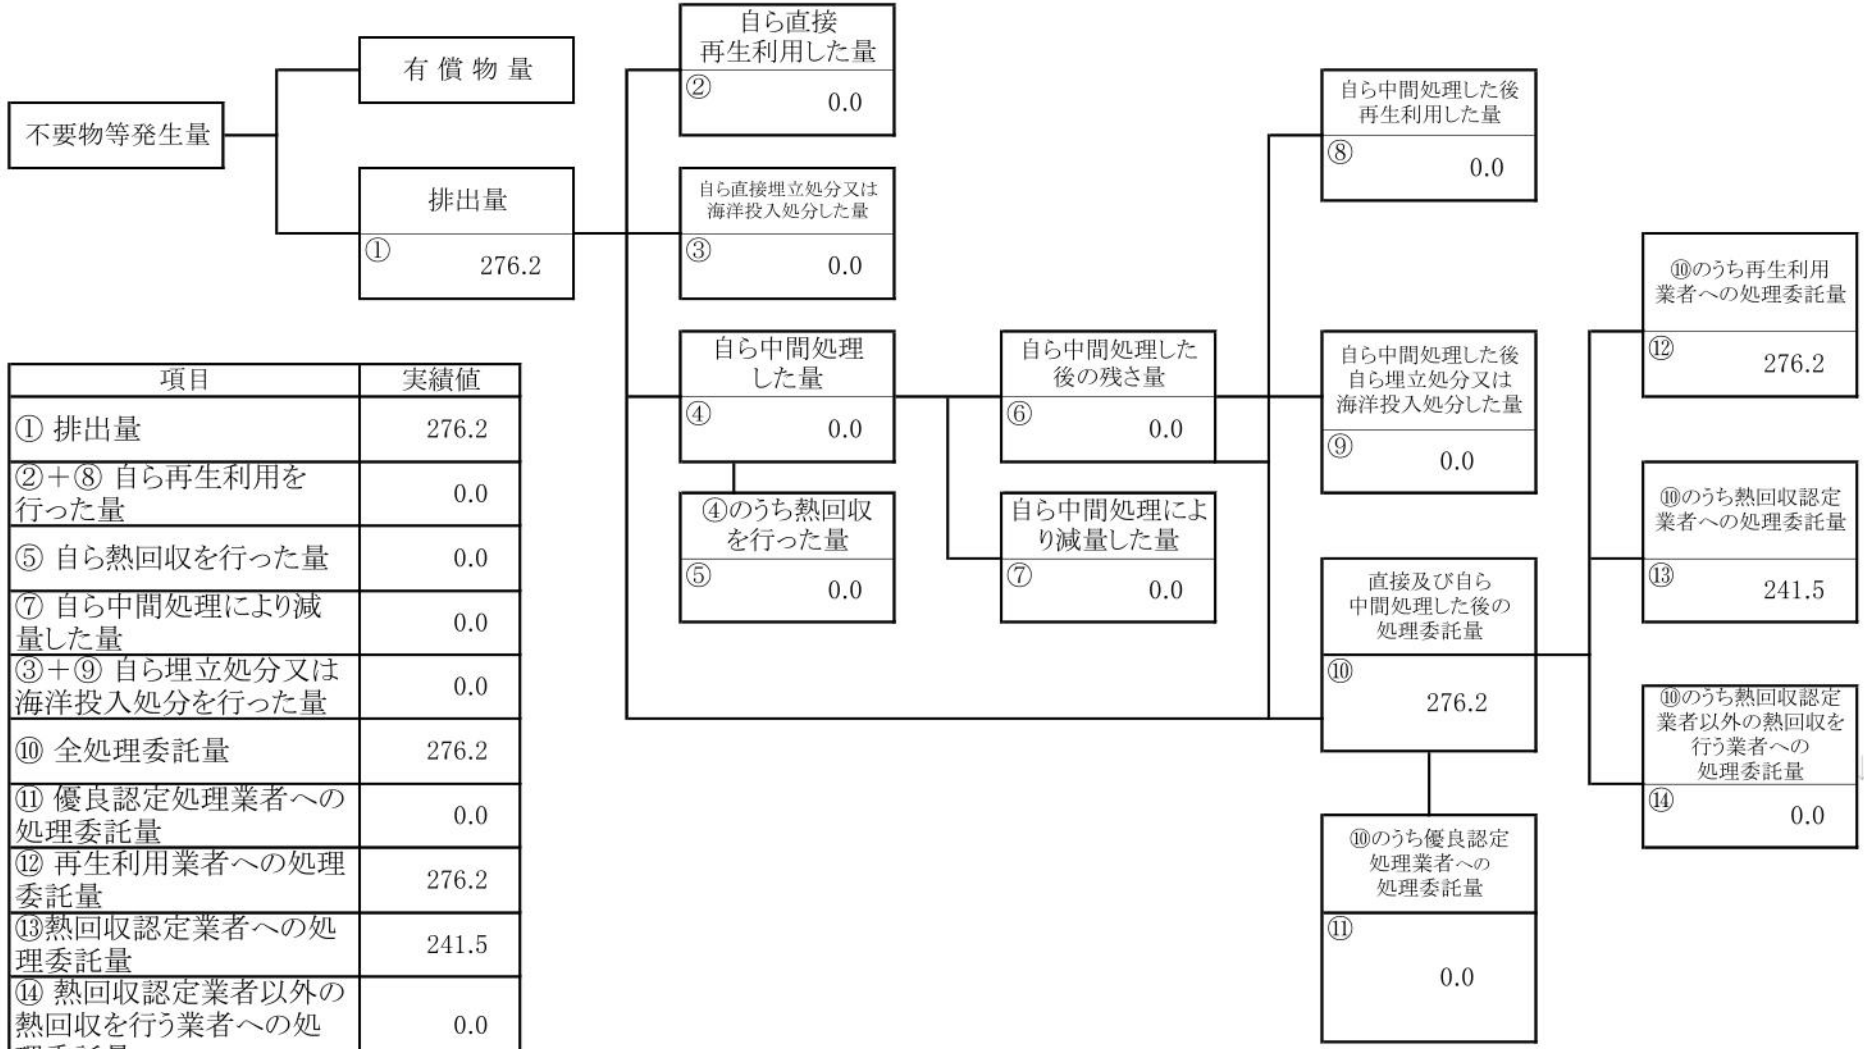 不要物等発生量
有 償 物 量
排出量
①
276.2
自ら直接
再生利用した量
②
0.0
自ら直接埋立処分又は
海洋投入処分した量
③
0.0
自ら中間処理
した量
④
0.0
④のうち熱回収
を行った量
⑤
0.0
自ら中間処理した
後の残さ量
⑥
0.0
自ら中間処理によ
り減量した量
⑦
0.0
自ら中間処理した後
再生利用した量
⑧
0.0
自ら中間処理した後
自ら埋立処分又は
海洋投入処分した量
⑨
0.0
直接及び自ら
中間処理した後の
処理委託量
⑩
276.2
⑩のうち優良認定
処理業者への
処理委託量
⑪
0.0
⑩のうち再生利用
業者への処理委託量
⑫
276.2
⑩のうち熱回収認定
業者への処理委託量
⑬
241.5
⑩のうち熱回収認定
業者以外の熱回収を
行う業者への
処理委託量
⑭
0.0
項目 実績値
① 排出量 276.2
②＋⑧ 自ら再生利用を
行った量 0.0
⑤ 自ら熱回収を行った量 0.0
⑦ 自ら中間処理により減
量した量 0.0
③＋⑨ 自ら埋立処分又は
海洋投入処分を行った量 0.0
⑩ 全処理委託量 276.2
⑪ 優良認定処理業者への
処理委託量 0.0
⑫ 再生利用業者への処理
委託量 276.2
⑬熱回収認定業者への処
理委託量 241.5
⑭ 熱回収認定業者以外の
熱回収を行う業者への処 0.0